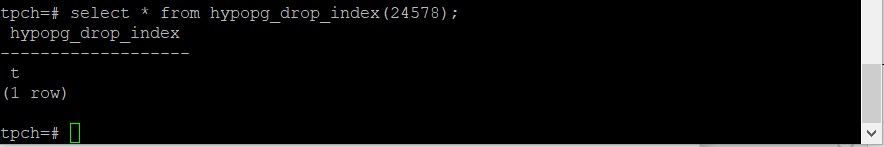 tpch=# select * from hypopg_drop_index(24578);
hypopg_drop_index
-------------------
t
(1 row)
tpch=#